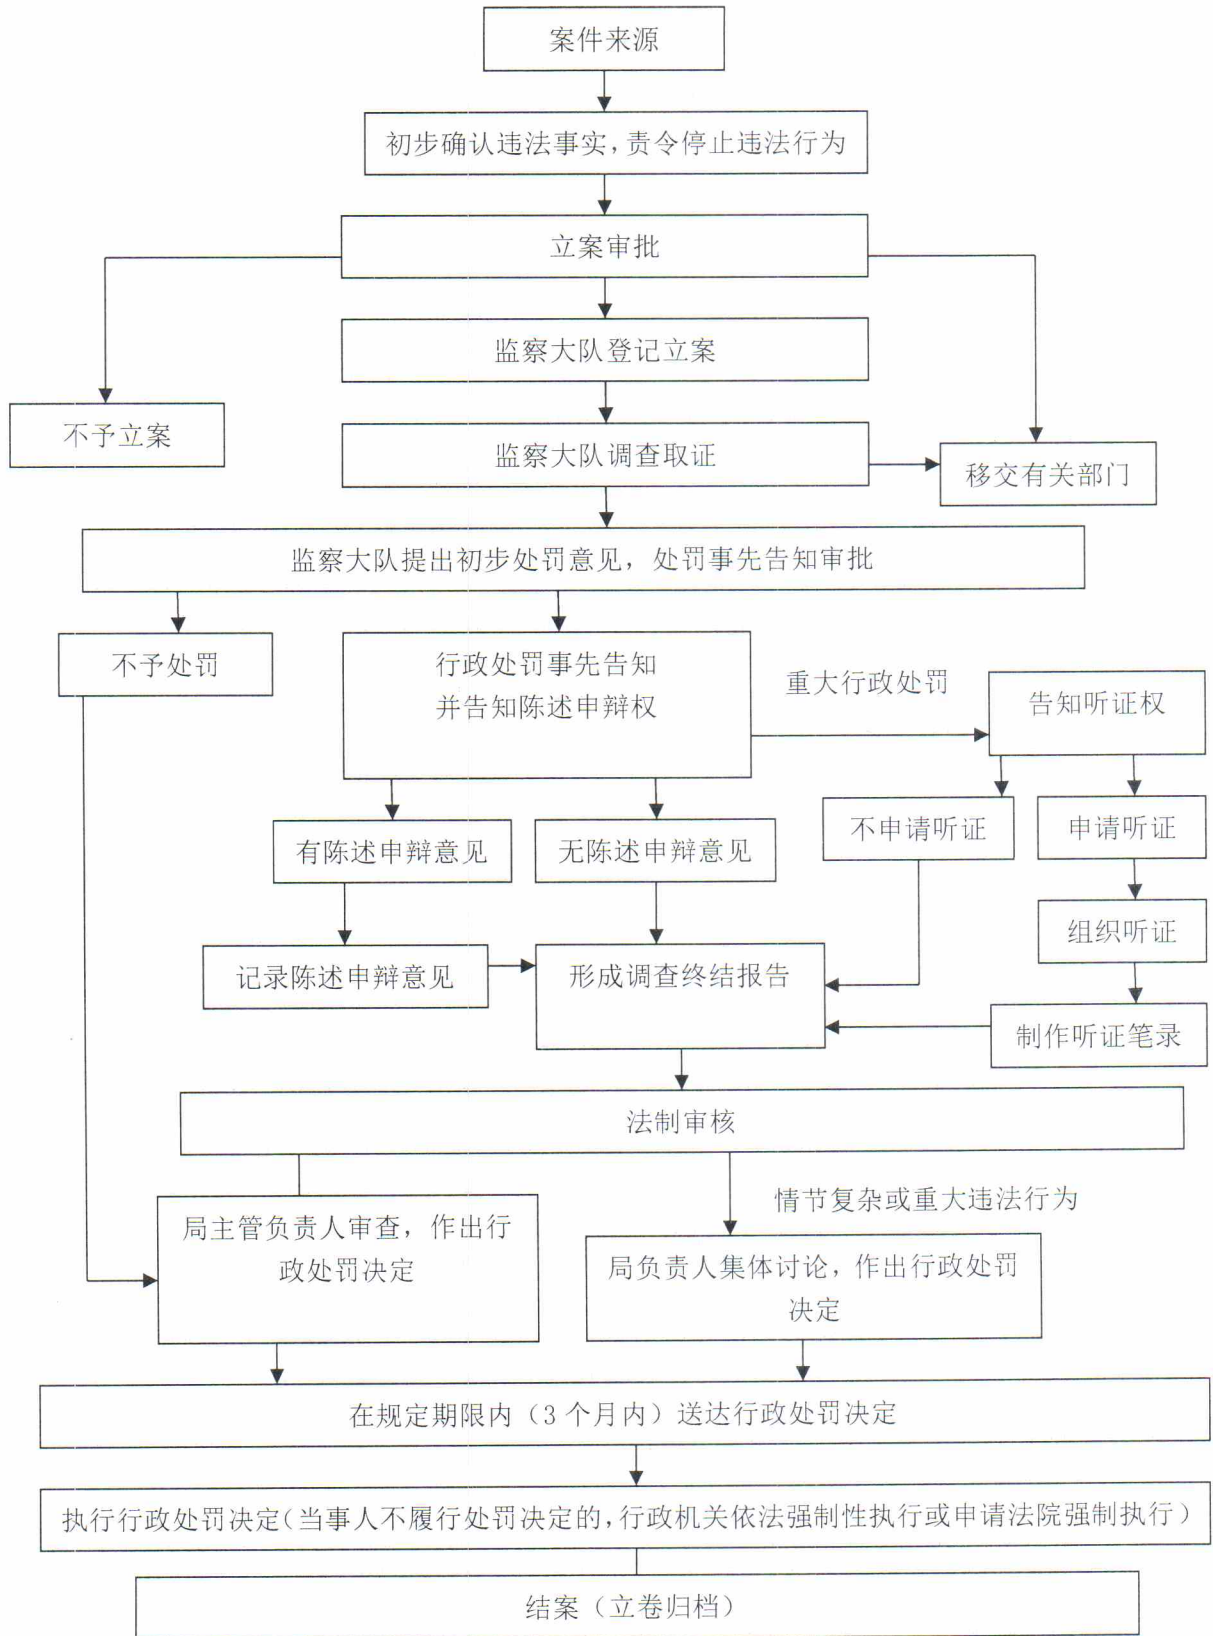 案件来源
初步确认违法事实,责令停止违法行为
立案审批
监察大队登记立案
不予立案
监察大队调查取证
移交有关部门
监察大队提出初步处罚意见，处罚事先告知审批
不予处罚
行政处罚事先告知
并告知陈述申辩权
重大行政处罚
告知听证权
不申请听证
申请听证
有陈述申辩意见
无陈述申辩意见
组织听证
记录陈述申辩意见
形成调查终结报告
制作听证笔录
法制审核
情节复杂或重大违法行为
局主管负责人审查，作出行
政处罚决定
局负责人集体讨论，作出行政处罚
决定
在规定期限内（3 个月内）送达行政处罚决定
执行行政处罚决定(当事人不履行处罚决定的,行政机关依法强制性执行或申请法院强制执行)
结案（立卷归档）